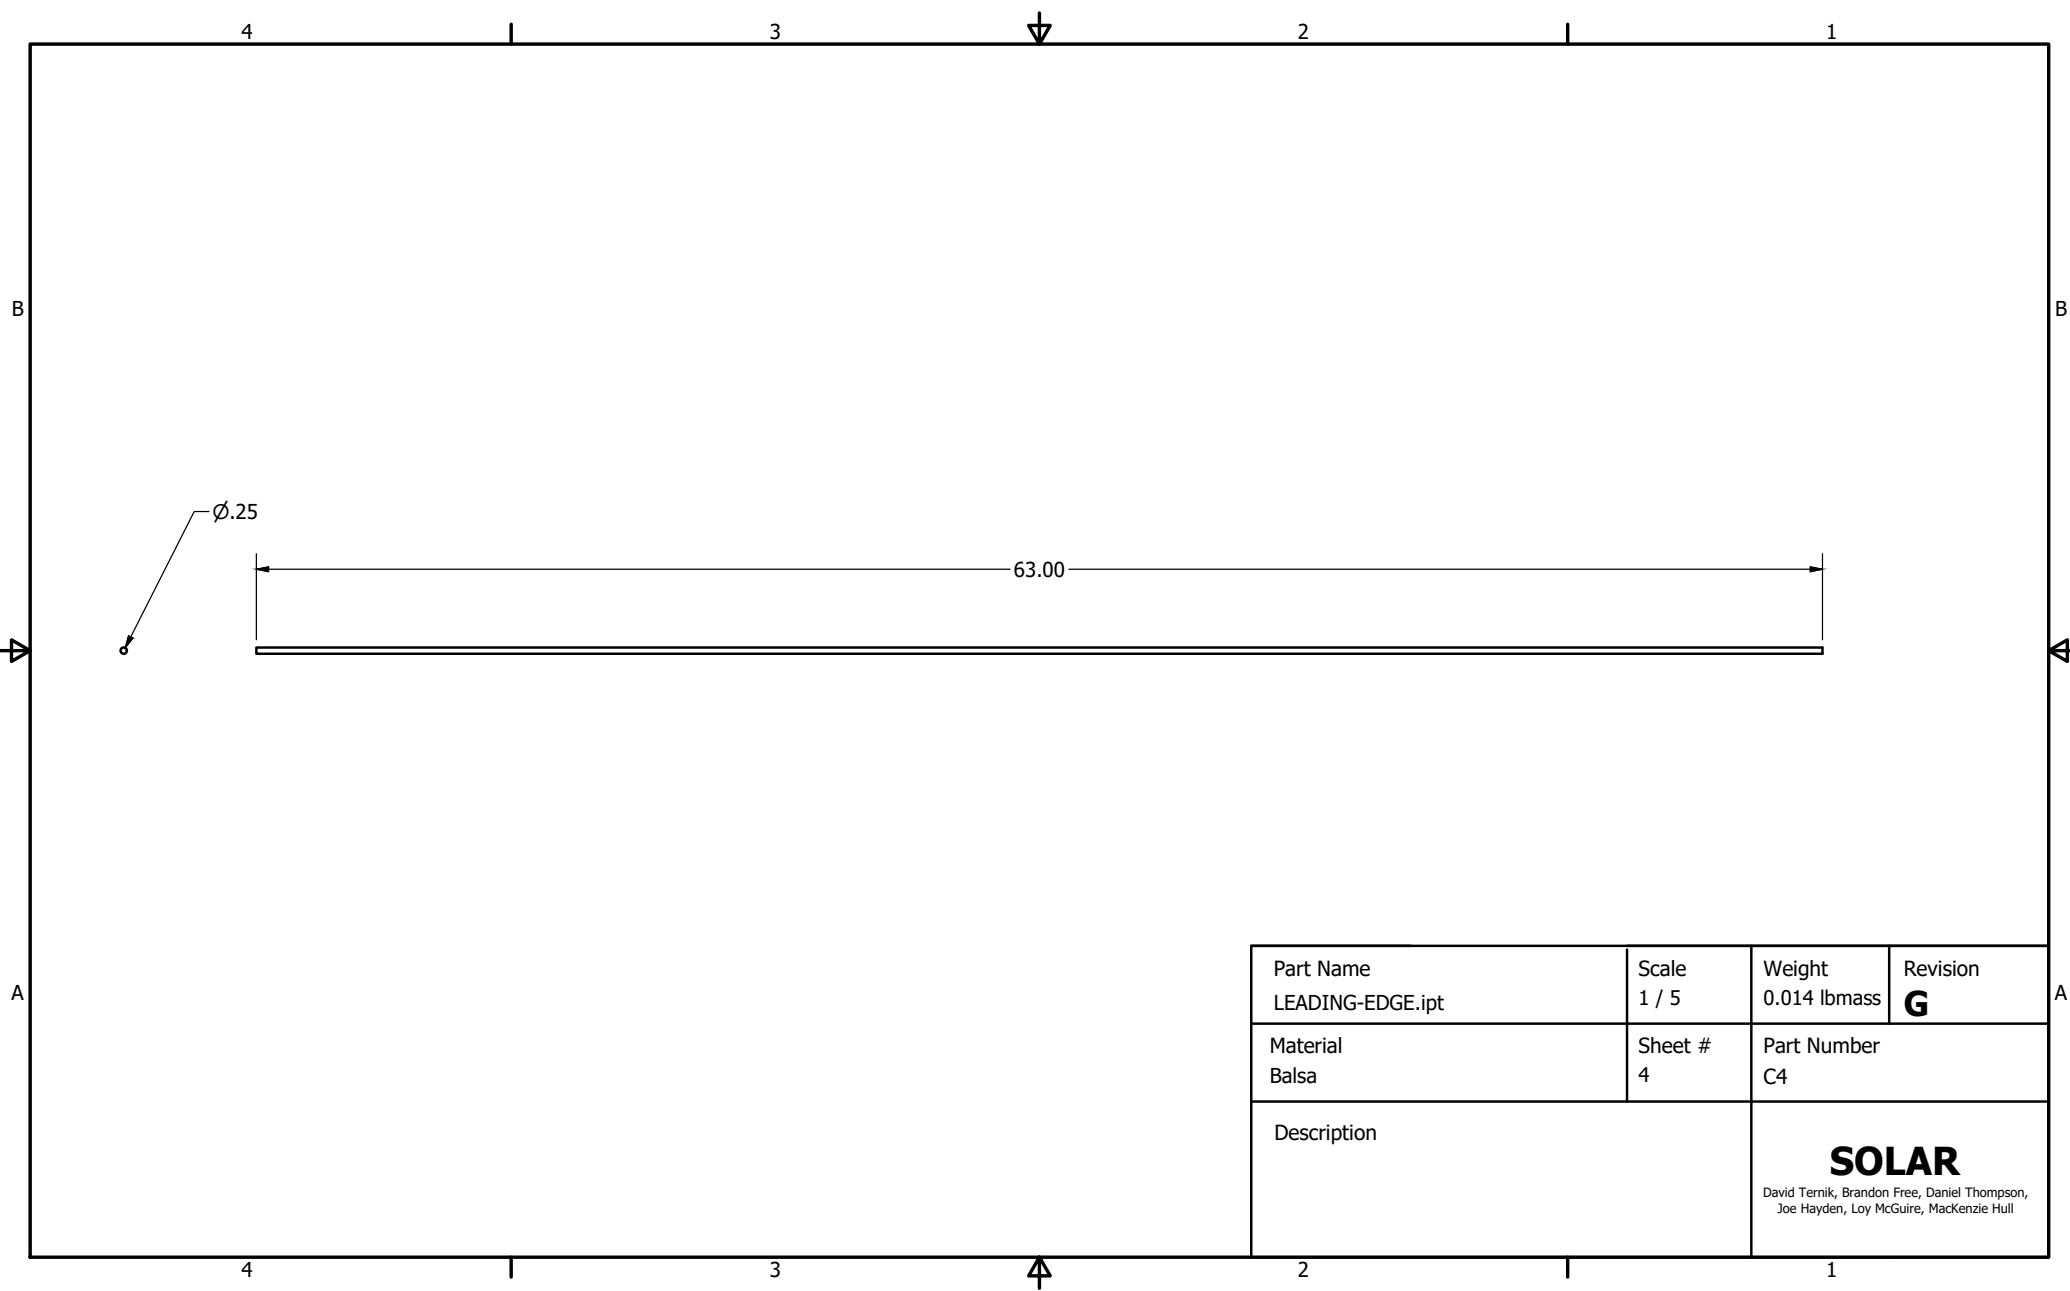 4 3 2 1
B B
Ø.25
63.00
A A
Part Name
LEADING-EDGE.ipt
Scale
1 / 5
Weight
0.014 lbmass
Revision
G
Material
Balsa
Sheet #
4
Part Number
C4
Description
SOLAR
David Ternik, Brandon Free, Daniel Thompson,
Joe Hayden, Loy McGuire, MacKenzie Hull
4 3 2 1